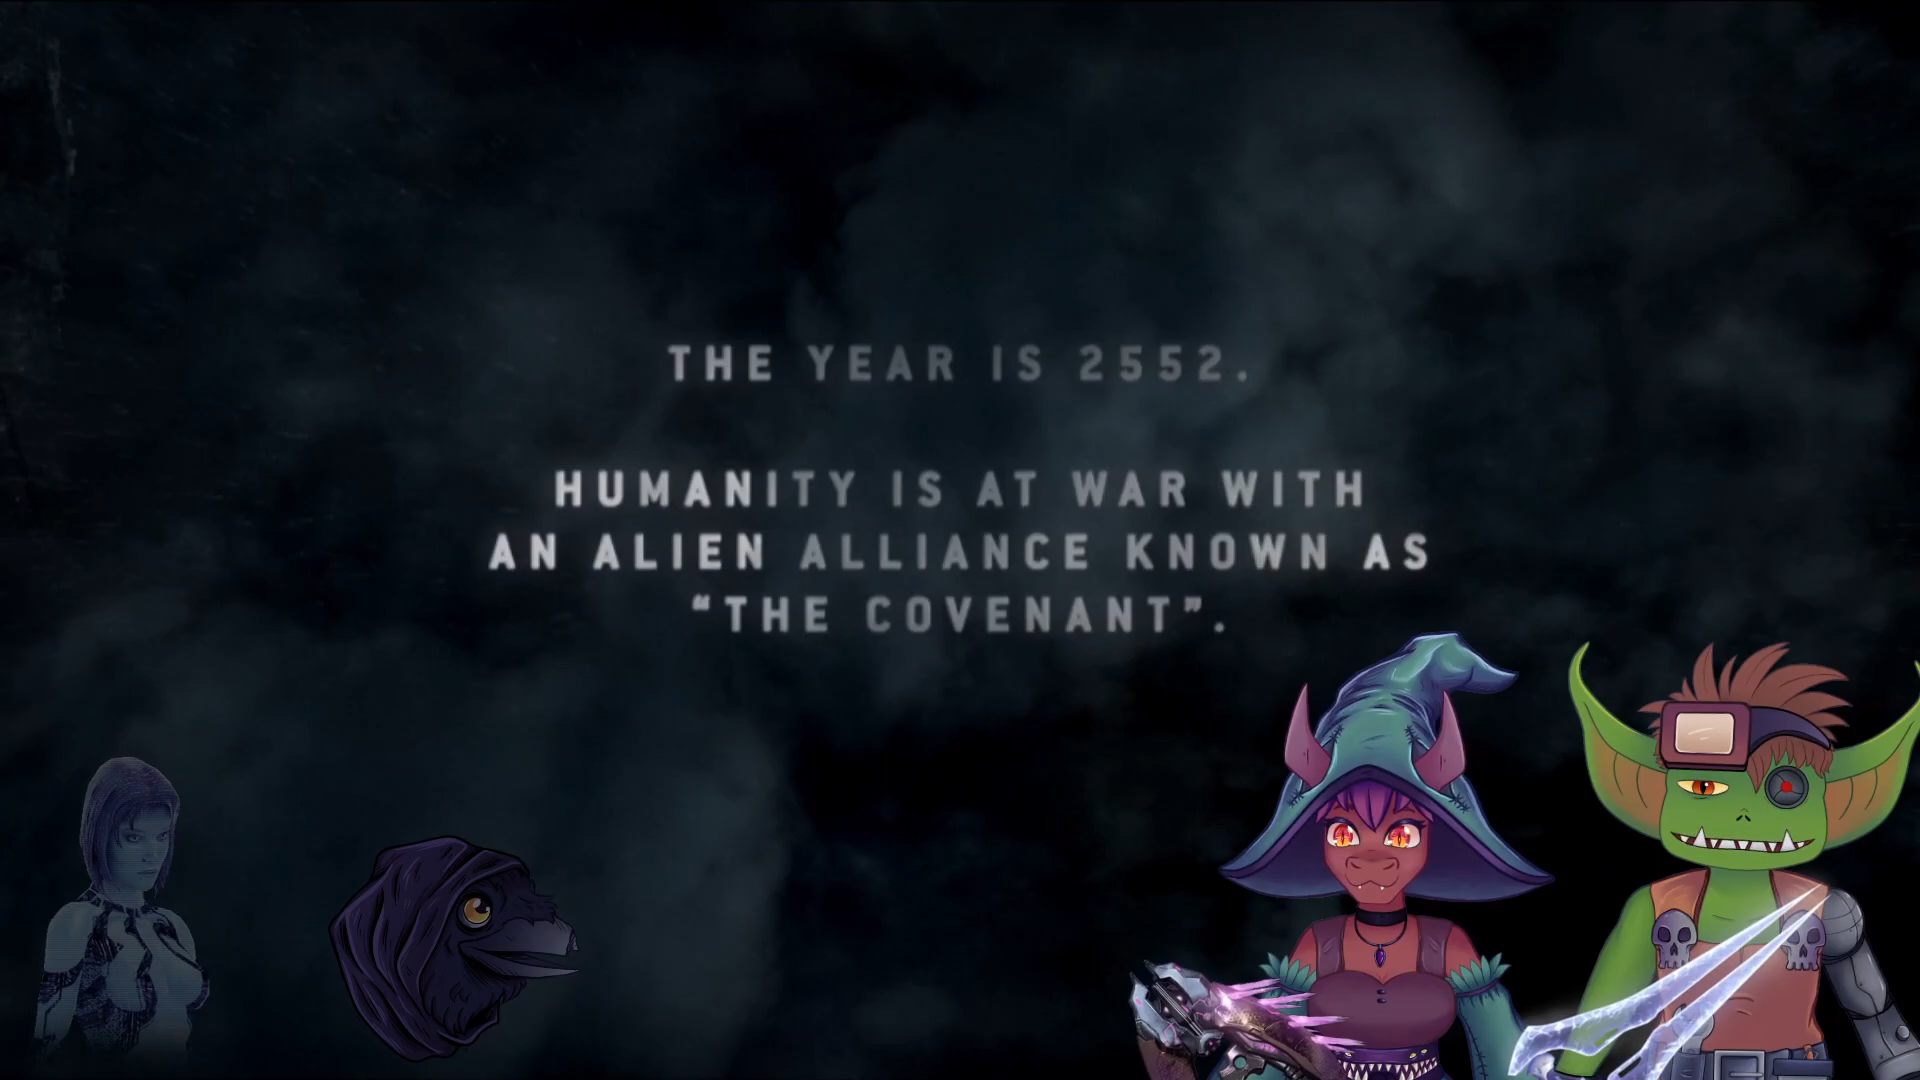 THE YEAR IS 2552.
HUMANITY IS AT WAR WITH
AN ALIEN ALLIANCE KNOWN AS
“THE COVENANT”.